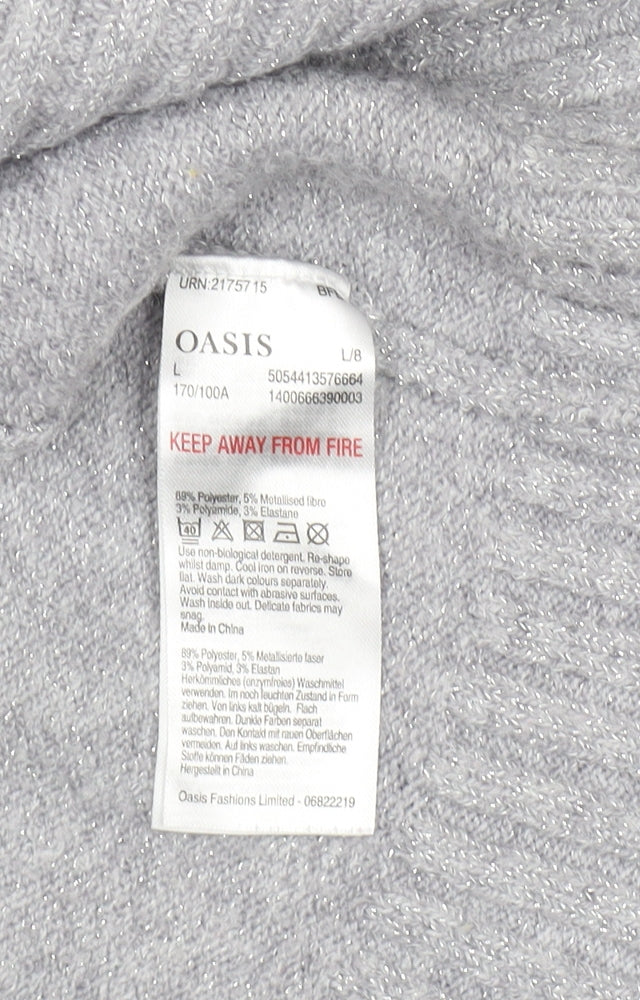 URN:2175715 BFL
OASIS
L/8
L 5054413576664
170/100A 1400666390003
KEEP AWAY FROM FIRE
89% Polyester, 5% Metallised fibre
3% Polyamide, 3% Elastane
40
Use non-biological detergent. Re-shape
whilst damp. Cool iron on reverse. Store
flat. Wash dark colours separately.
Avoid contact with abrasive surfaces.
Wash inside out. Delicate fabrics may
snag.
Made in China
89% Polyester, 5% Metallisierte faser
3% Polyamid, 3% Elastan
Herkömmliches (enzymfreies) Waschmittel
verwenden. Im noch feuchten Zustand in Form
ziehen. Von links kalt bügeln. Flach
aufbewahren. Dunkle Farben separat
waschen. Den Kontakt mit rauen Oberflächen
vermeiden. Auf links waschen. Empfindliche
Stoffe können Fäden ziehen.
Hergestellt in China
Oasis Fashions Limited - 06822219